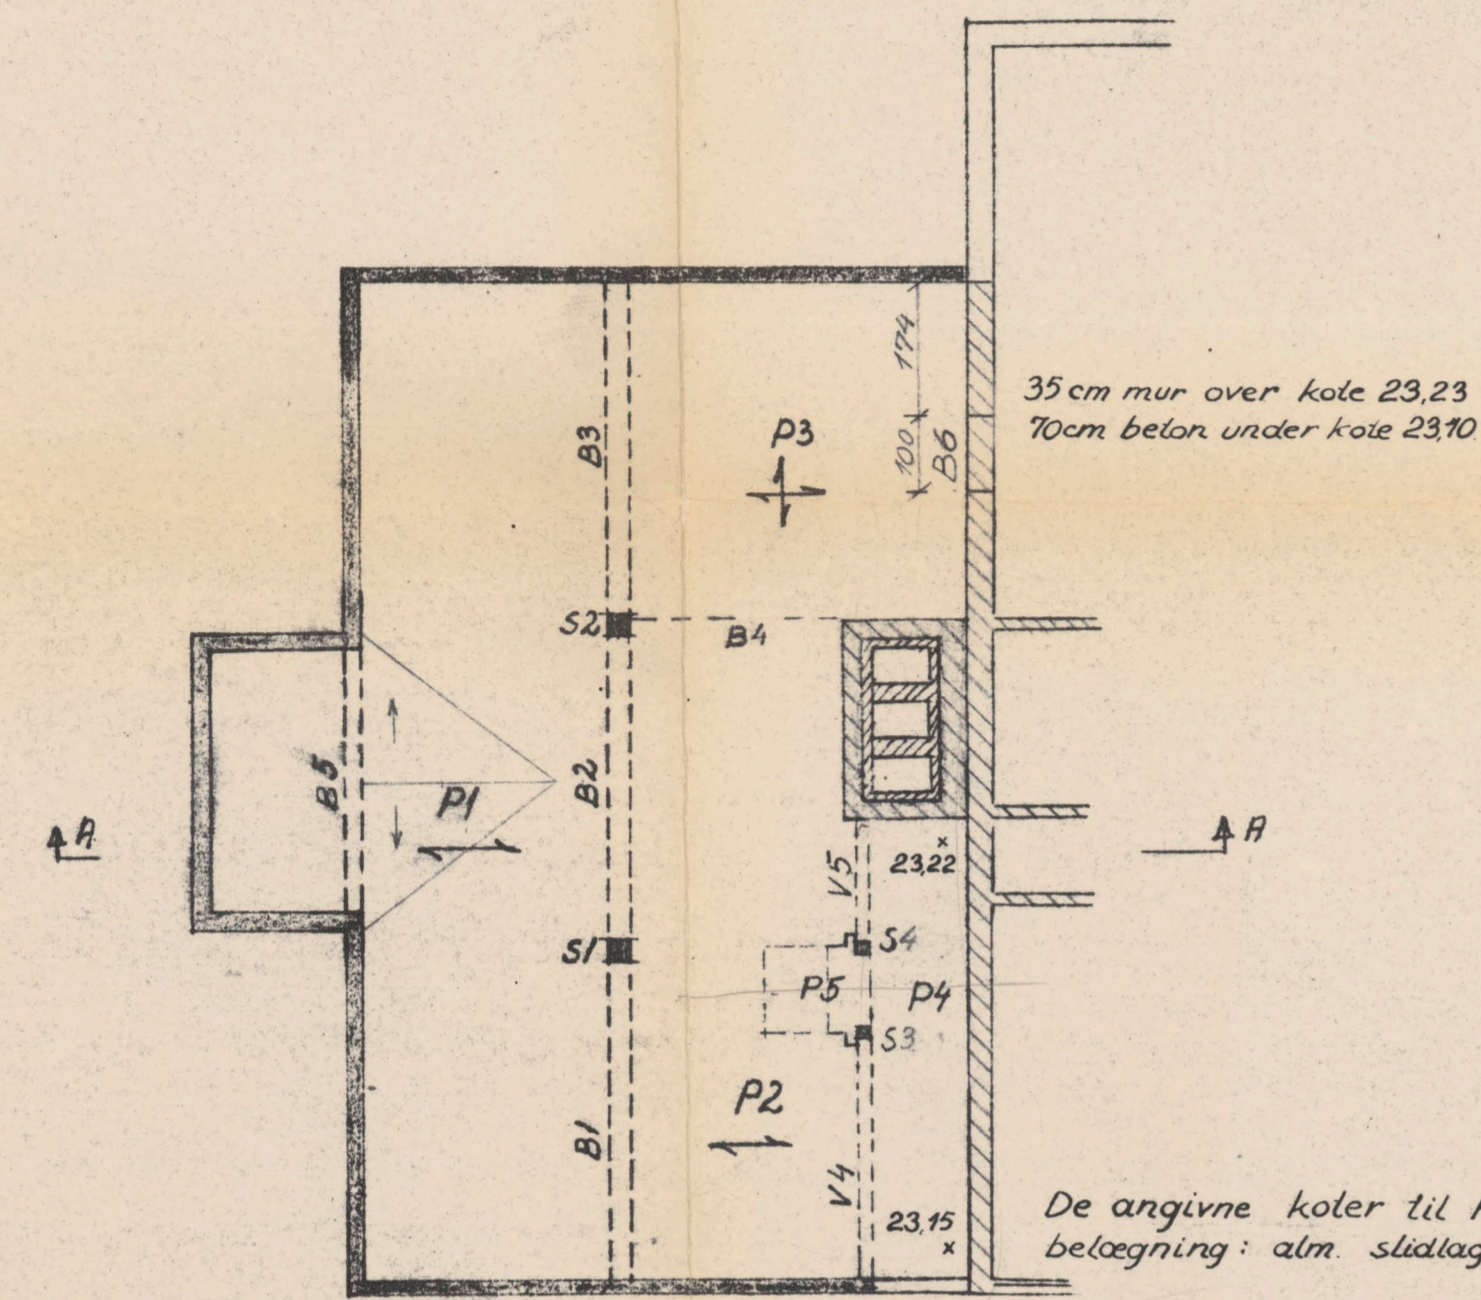 174
35 cm mur over kote 23,23
70cm beton under kote 23,10.
B3
P3
100
B6
S2
B4
B5
P1
B2
A
A
V5
23,22
S1
S4
P5
P4
S3
P2
B1
V4
23,15
De angivne koter til
belægning: alm. slidlag